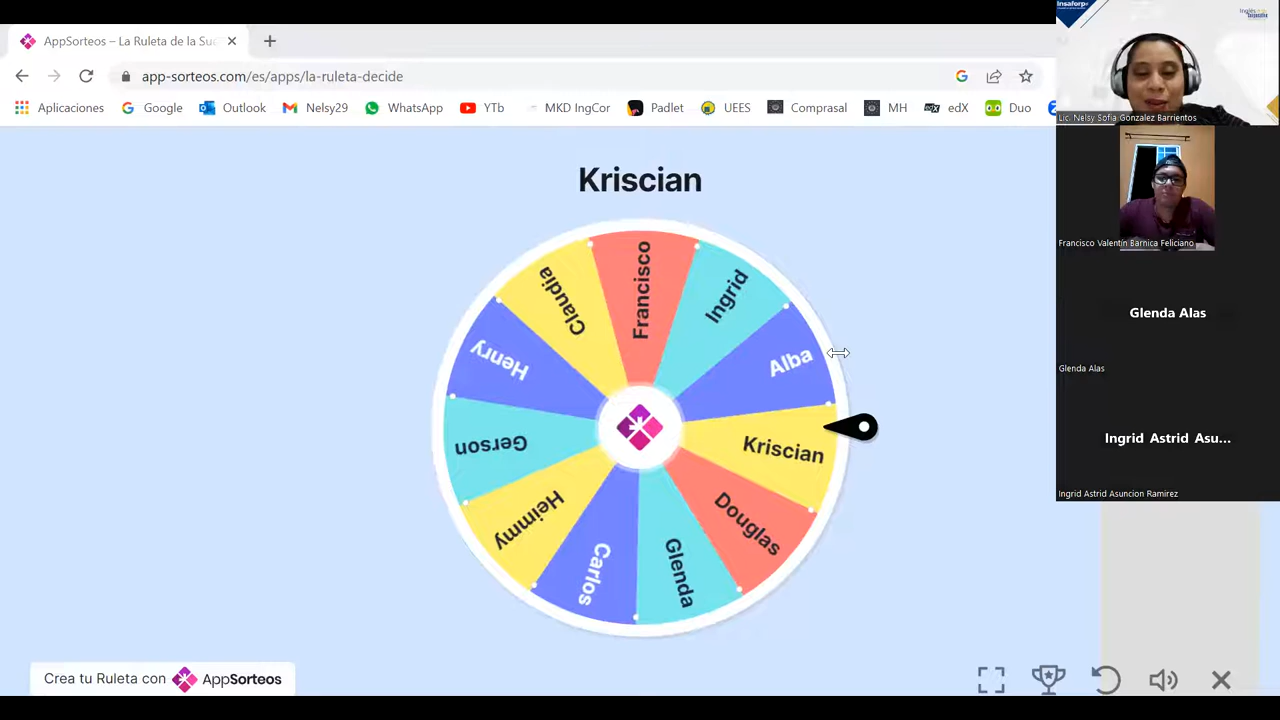 AppSorteos – La Ruleta de la Sue
app-sorteos.com/es/apps/la-ruleta-decide
Aplicaciones Google Outlook Nelsy29 WhatsApp YTb MKD IngCor Padlet UEES Comprasal MH edX Duo
Kriscian
Francisco
Ingrid
Alba
Kriscian
Douglas
Glenda
Carlos
Heimmy
Gerson
Henry
Claudia
Crea tu Ruleta con AppSorteos
Insaforp
Lic. Nelsy Sofia Gonzalez Barrientos
Francisco Valentín Barnica Feliciano
Glenda Alas
Glenda Alas
Ingrid Astrid Asu...
Ingrid Astrid Asuncion Ramirez